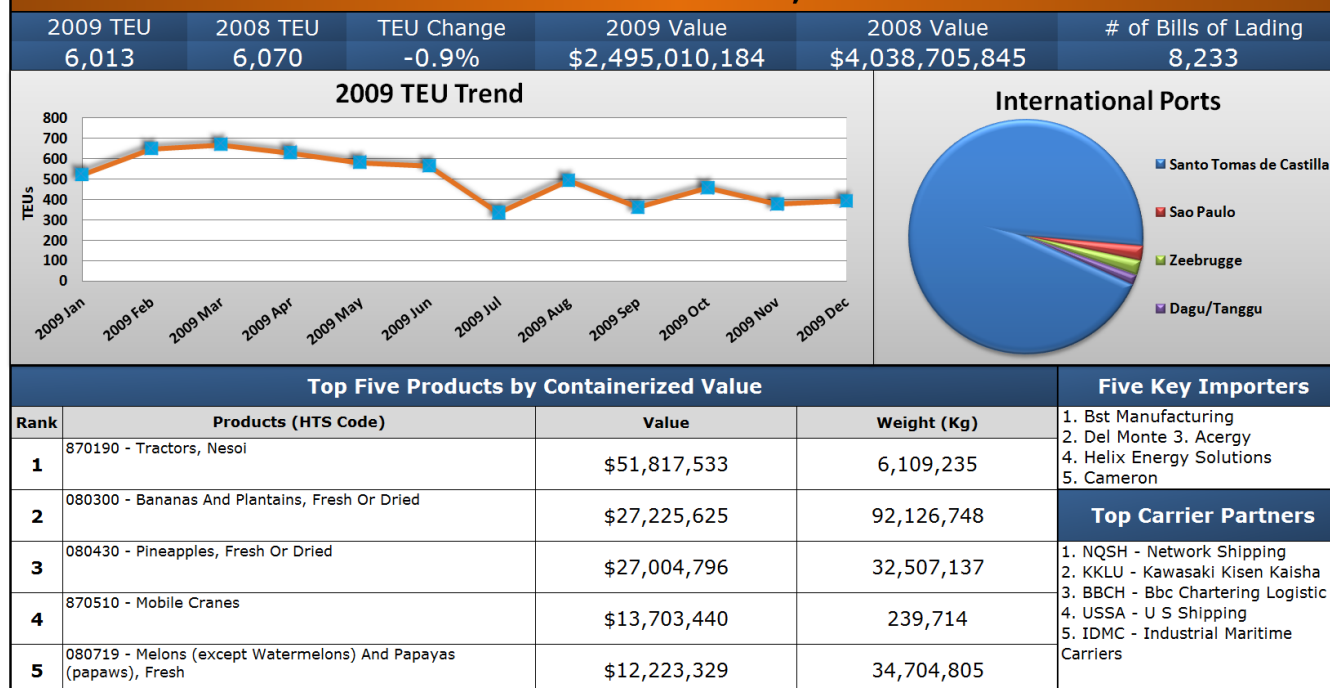 2009 TEU 2008 TEU TEU Change 2009 Value 2008 Value # of Bills of Lading
6,013 6,070 -0.9% $2,495,010,184 $4,038,705,845 8,233
2009 TEU Trend
800
700
600
500
400
300
200
100
0
TEUs
2009 Jan 2009 Feb 2009 Mar 2009 Apr 2009 May 2009 Jun 2009 Jul 2009 Aug 2009 Sep 2009 Oct 2009 Nov 2009 Dec
International Ports
Santo Tomas de Castilla
Sao Paulo
Zeebrugge
Dagu/Tanggu
Top Five Products by Containerized Value
Rank Products (HTS Code) Value Weight (Kg)
1 870190 - Tractors, Nesoi $51,817,533 6,109,235
2 080300 - Bananas And Plantains, Fresh Or Dried $27,225,625 92,126,748
3 080430 - Pineapples, Fresh Or Dried $27,004,796 32,507,137
4 870510 - Mobile Cranes $13,703,440 239,714
5 080719 - Melons (except Watermelons) And Papayas
(papaws), Fresh $12,223,329 34,704,805
Five Key Importers
1. Bst Manufacturing
2. Del Monte 3. Acergy
4. Helix Energy Solutions
5. Cameron
Top Carrier Partners
1. NQSH - Network Shipping
2. KKLU - Kawasaki Kisen Kaisha
3. BBCH - Bbc Chartering Logistic
4. USSA - U S Shipping
5. IDMC - Industrial Maritime
Carriers